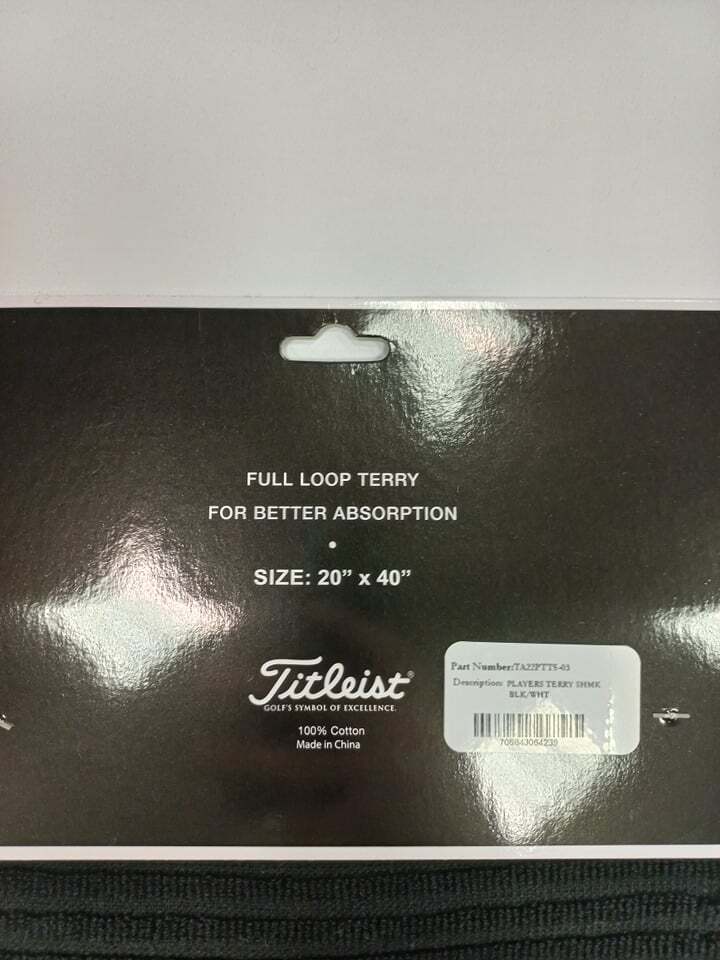 FULL LOOP TERRY
FOR BETTER ABSORPTION
•
SIZE: 20” x 40”
Titleist®
GOLF'S SYMBOL OF EXCELLENCE.
100% Cotton
Made in China
Part Number:TA22PTTS-01
Description: PLAYERS TERRY SHMK
BLK/WHT